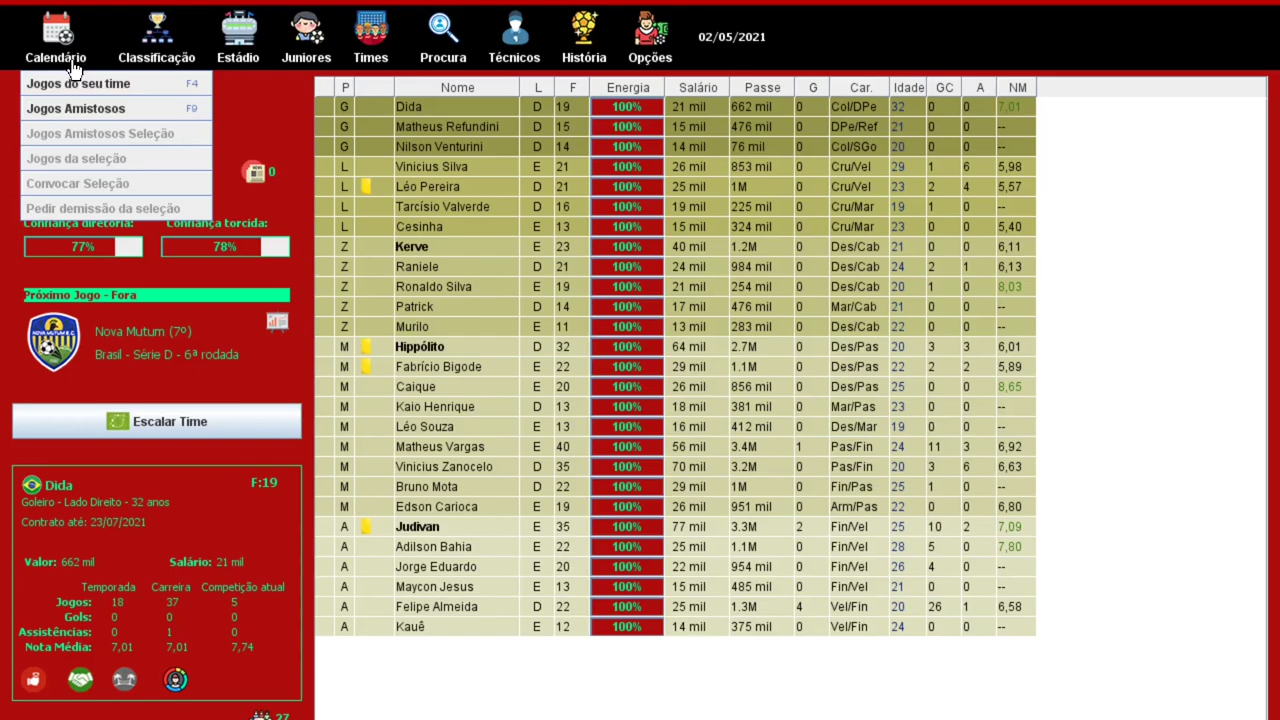 Calendário Classificação Estádio Juniores Times Procura Técnicos História Opções 02/05/2021
Jogos do seu time F4
Jogos Amistosos F9
Jogos Amistosos Seleção
Jogos da seleção
Convocar Seleção
Pedir demissão da seleção
0
Confiança diretoria: Confiança torcida:
77% 78%
Próximo Jogo - Fora
NOVA MUTUM E.C.
Nova Mutum (7º)
Brasil - Série D - 6ª rodada
Escalar Time
Dida F:19
Goleiro - Lado Direito - 32 anos
Contrato até: 23/07/2021
Valor: 662 mil Salário: 21 mil
Temporada Carreira Competição atual
Jogos: 18 37 5
Gols: 0 0 0
Assistências: 0 1 0
Nota Média: 7,01 7,01 7,74
27
P Nome L F Energia Salário Passe G Car. Idade GC A NM
G Dida D 19 100% 21 mil 662 mil 0 Col/DPe 32 0 0 7,01
G Matheus Refundini D 15 100% 15 mil 476 mil 0 DPe/Ref 21 0 0 --
G Nilson Venturini D 14 100% 14 mil 76 mil 0 Col/SGo 20 0 0 --
L Vinicius Silva E 21 100% 26 mil 853 mil 0 Cru/Vel 29 1 6 5,98
L Léo Pereira D 21 100% 25 mil 1M 0 Cru/Vel 23 2 4 5,57
L Tarcísio Valverde D 16 100% 19 mil 225 mil 0 Cru/Mar 19 1 0 --
L Cesinha E 13 100% 15 mil 324 mil 0 Cru/Mar 23 0 0 5,40
Z Kerve E 23 100% 40 mil 1.2M 0 Des/Cab 21 0 0 6,11
Z Raniele D 21 100% 24 mil 984 mil 0 Des/Cab 24 2 1 6,13
Z Ronaldo Silva E 19 100% 21 mil 254 mil 0 Des/Cab 20 1 0 8,03
Z Patrick D 14 100% 17 mil 476 mil 0 Mar/Cab 21 0 0 --
Z Murilo E 11 100% 13 mil 283 mil 0 Des/Cab 22 0 0 --
M Hippólito D 32 100% 64 mil 2.7M 0 Des/Pas 20 3 3 6,01
M Fabrício Bigode E 22 100% 29 mil 1.1M 0 Des/Pas 22 2 2 5,89
M Caique E 20 100% 26 mil 856 mil 0 Des/Pas 25 0 0 8,65
M Kaio Henrique D 13 100% 18 mil 381 mil 0 Mar/Pas 23 0 0 --
M Léo Souza E 13 100% 16 mil 412 mil 0 Des/Mar 19 0 0 --
M Matheus Vargas E 40 100% 56 mil 3.4M 1 Pas/Fin 24 11 3 6,92
M Vinicius Zanocelo D 35 100% 70 mil 3.2M 0 Pas/Fin 20 3 6 6,63
M Bruno Mota D 22 100% 29 mil 1M 0 Fin/Pas 25 1 0 --
M Edson Carioca E 19 100% 26 mil 951 mil 0 Arm/Pas 22 0 0 6,80
A Judivan E 35 100% 77 mil 3.3M 2 Fin/Vel 25 10 2 7,09
A Adilson Bahia E 22 100% 25 mil 1.1M 0 Fin/Vel 28 5 0 7,80
A Jorge Eduardo E 20 100% 22 mil 954 mil 0 Fin/Vel 26 4 0 --
A Maycon Jesus E 13 100% 15 mil 485 mil 0 Fin/Vel 21 0 0 --
A Felipe Almeida D 22 100% 25 mil 1.3M 4 Vel/Fin 20 26 1 6,58
A Kauê E 12 100% 14 mil 375 mil 0 Vel/Fin 24 0 0 --